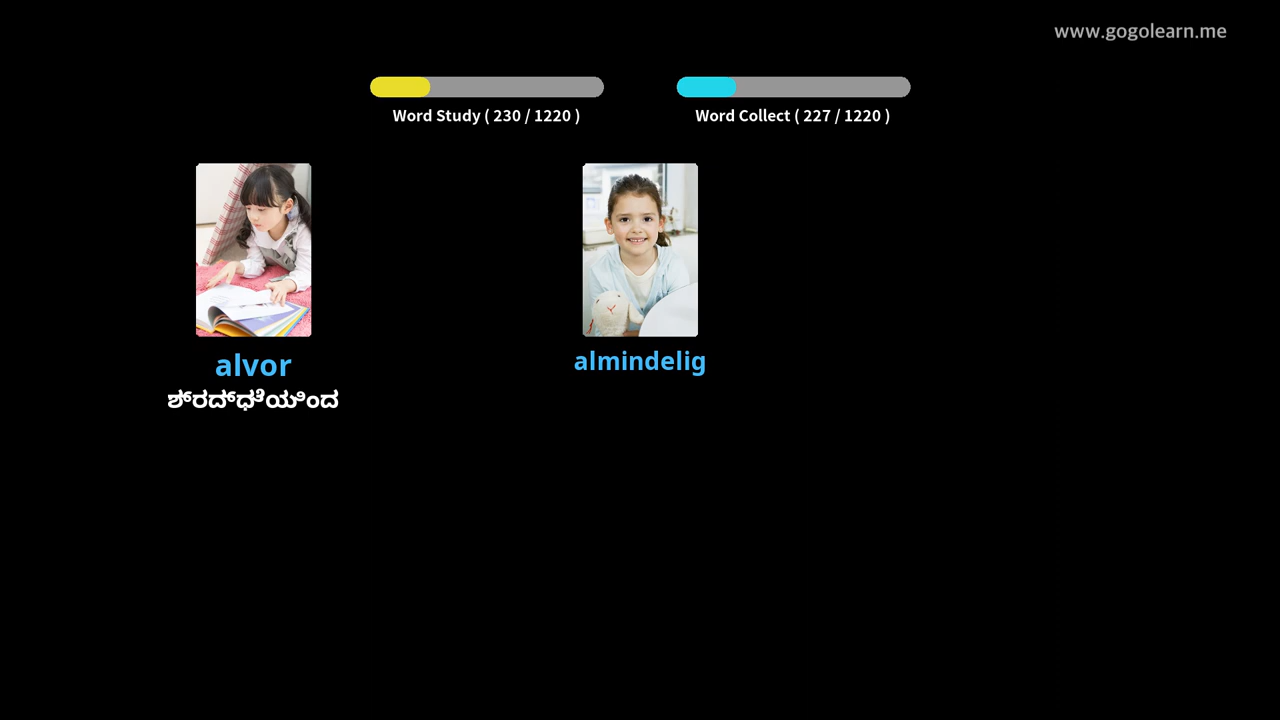 www.gogolearn.me
Word Study ( 230 / 1220 )
Word Collect ( 227 / 1220 )
alvor
ಶ್ರದ್ಧೆಯಿಂದ
almindelig